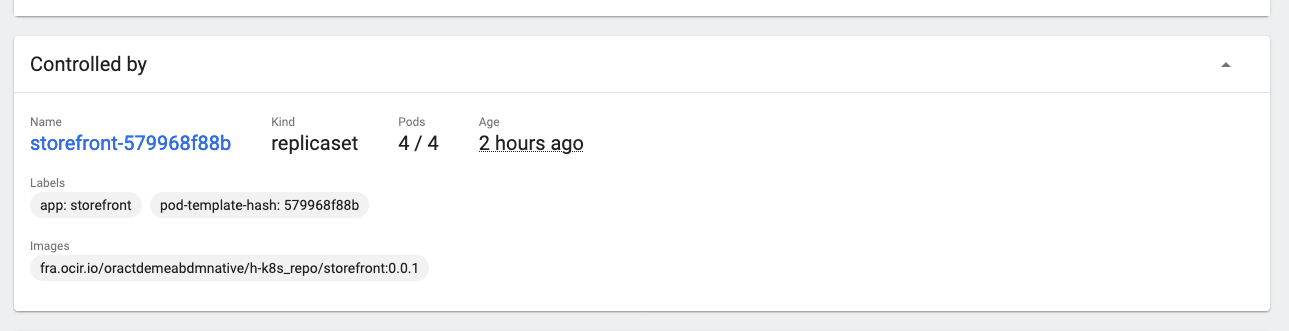 Controlled by
Name Kind Pods Age
storefront-579968f88b replicaset 4 / 4 2 hours ago
Labels
app: storefront pod-template-hash: 579968f88b
Images
fra.ocir.io/oractdemeabdmnative/h-k8s_repo/storefront:0.0.1